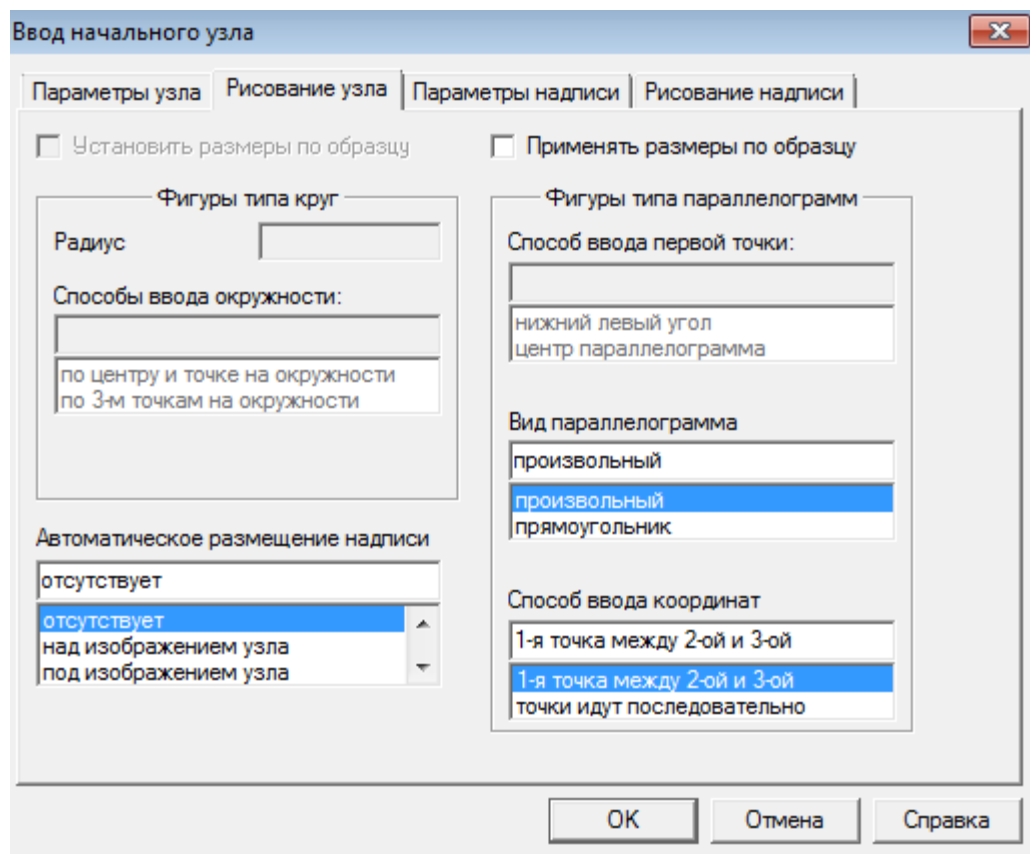 Ввод начального узла
Параметры узла
Рисование узла
Параметры надписи
Рисование надписи
Установить размеры по образцу
Применять размеры по образцу
Фигуры типа круг
Радиус
Способы ввода окружности:
по центру и точке на окружности
по 3-м точкам на окружности
Автоматическое размещение надписи
отсутствует
отсутствует
над изображением узла
под изображением узла
Фигуры типа параллелограмм
Способ ввода первой точки:
нижний левый угол
центр параллелограмма
Вид параллелограмма
произвольный
произвольный
прямоугольник
Способ ввода координат
1-я точка между 2-ой и 3-ой
1-я точка между 2-ой и 3-ой
точки идут последовательно
OK
Отмена
Справка